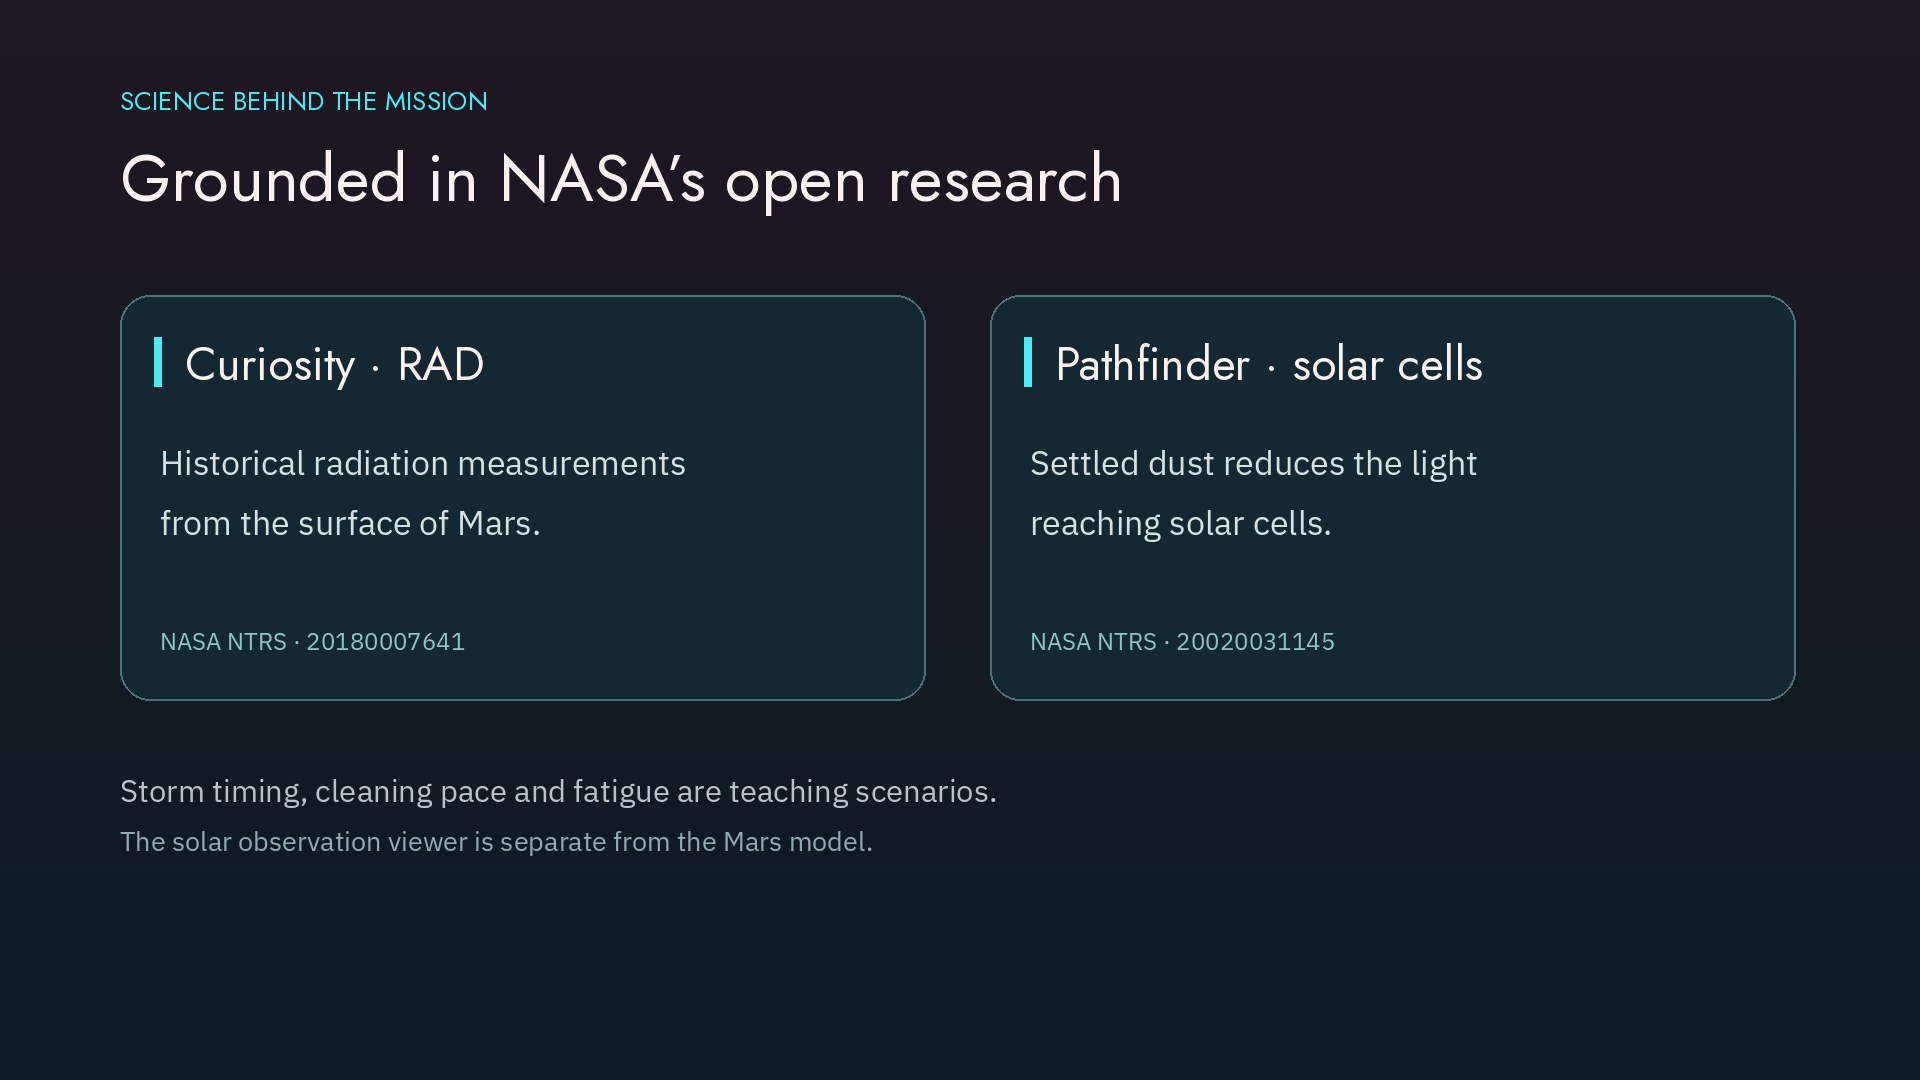 SCIENCE BEHIND THE MISSION
Grounded in NASA’s open research
Curiosity · RAD
Historical radiation measurements
from the surface of Mars.
NASA NTRS · 20180007641
Pathfinder · solar cells
Settled dust reduces the light
reaching solar cells.
NASA NTRS · 20020031145
Storm timing, cleaning pace and fatigue are teaching scenarios.
The solar observation viewer is separate from the Mars model.